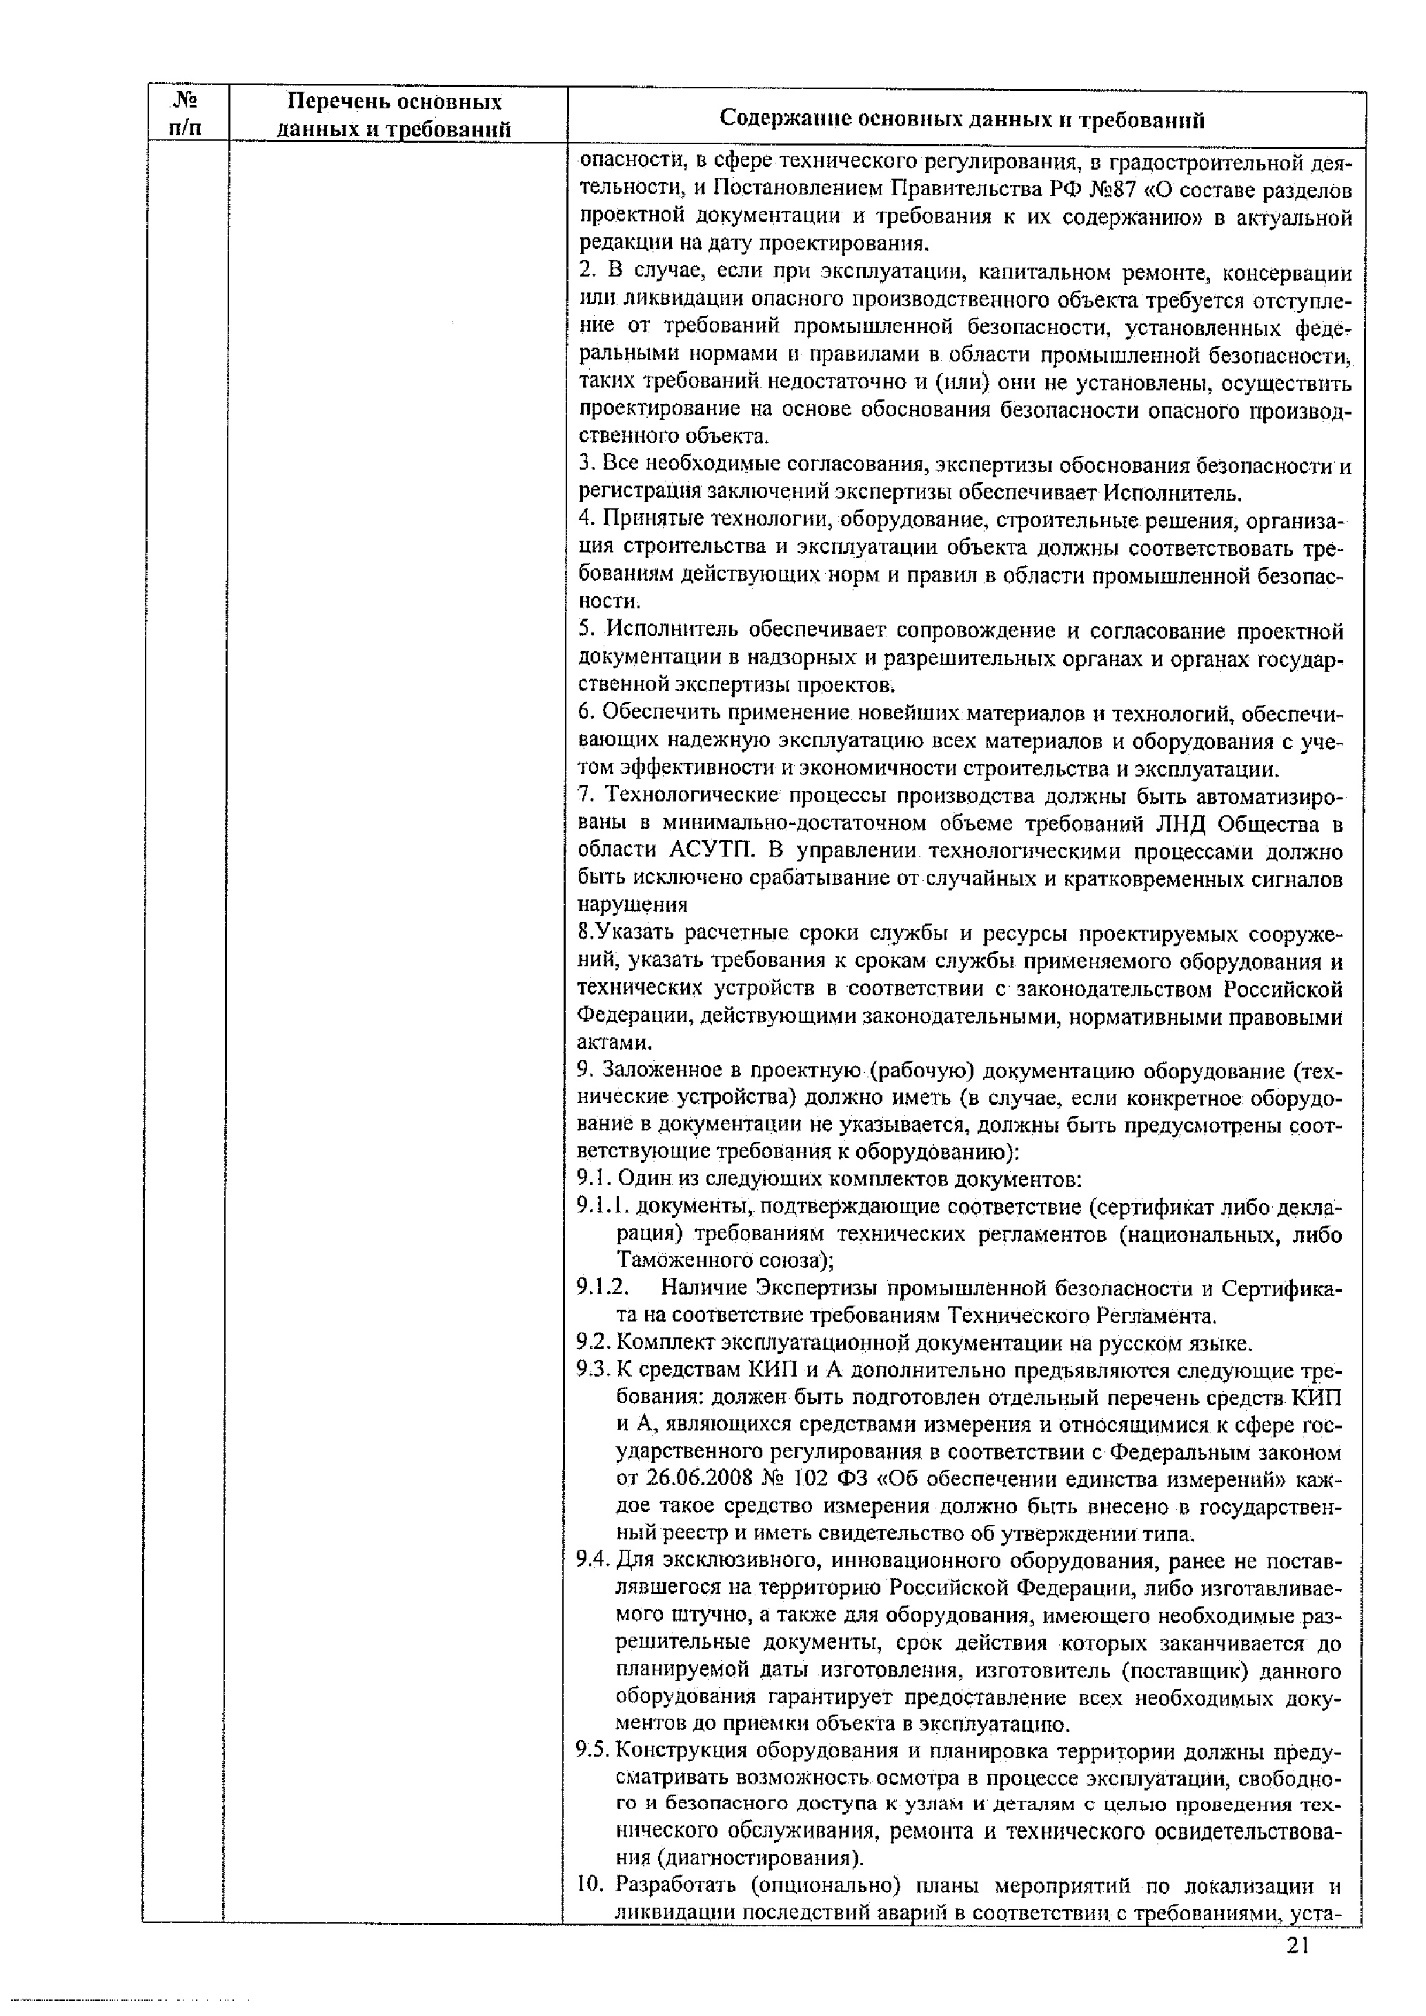 №
п/п
Перечень основных
данных и требований
Содержание основных данных и требований
опасности, в сфере технического регулирования, в градостроительной дея-
тельности, и Постановлением Правительства РФ №87 «О составе разделов
проектной документации и требования к их содержанию» в актуальной
редакции на дату проектирования.
2. В случае, если при эксплуатации, капитальном ремонте, консервации
или ликвидации опасного производственного объекта требуется отступле-
ние от требований промышленной безопасности, установленных феде-
ральными нормами и правилами в области промышленной безопасности,
таких требований недостаточно и (или) они не установлены, осуществить
проектирование на основе обоснования безопасности опасного производ-
ственного объекта.
3. Все необходимые согласования, экспертизы обоснования безопасности и
регистрация заключений экспертизы обеспечивает Исполнитель.
4. Принятые технологии, оборудование, строительные решения, организа-
ция строительства и эксплуатации объекта должны соответствовать тре-
бованиям действующих норм и правил в области промышленной безопас-
ности.
5. Исполнитель обеспечивает сопровождение и согласование проектной
документации в надзорных и разрешительных органах и органах государ-
ственной экспертизы проектов.
6. Обеспечить применение новейших материалов и технологий, обеспечи-
вающих надежную эксплуатацию всех материалов и оборудования с уче-
том эффективности и экономичности строительства и эксплуатации.
7. Технологические процессы производства должны быть автоматизиро-
ваны в минимально-достаточном объеме требований ЛНД Общества в
области АСУТП. В управлении технологическими процессами должно
быть исключено срабатывание от случайных и кратковременных сигналов
нарушения
8.Указать расчетные сроки службы и ресурсы проектируемых сооруже-
ний, указать требования к срокам службы применяемого оборудования и
технических устройств в соответствии с законодательством Российской
Федерации, действующими законодательными, нормативными правовыми
актами.
9. Заложенное в проектную (рабочую) документацию оборудование (тех-
нические устройства) должно иметь (в случае, если конкретное оборудо-
вание в документации не указывается, должны быть предусмотрены соот-
ветствующие требования к оборудованию):
9.1. Один из следующих комплектов документов:
9.1.1. документы, подтверждающие соответствие (сертификат либо декла-
рация) требованиям технических регламентов (национальных, либо
Таможенного союза);
9.1.2. Наличие Экспертизы промышленной безопасности и Сертифика-
та на соответствие требованиям Технического Регламента.
9.2. Комплект эксплуатационной документации на русском языке.
9.3. К средствам КИП и А дополнительно предъявляются следующие тре-
бования: должен быть подготовлен отдельный перечень средств КИП
и А, являющихся средствами измерения и относящимися к сфере гос-
ударственного регулирования в соответствии с Федеральным законом
от 26.06.2008 № 102 ФЗ «Об обеспечении единства измерений» каж-
дое такое средство измерения должно быть внесено в государствен-
ный реестр и иметь свидетельство об утверждении типа.
9.4. Для эксклюзивного, инновационного оборудования, ранее не постав-
лявшегося на территорию Российской Федерации, либо изготавливае-
мого штучно, а также для оборудования, имеющего необходимые раз-
решительные документы, срок действия которых заканчивается до
планируемой даты изготовления, изготовитель (поставщик) данного
оборудования гарантирует предоставление всех необходимых доку-
ментов до приемки объекта в эксплуатацию.
9.5. Конструкция оборудования и планировка территории должны преду-
сматривать возможность осмотра в процессе эксплуатации, свободно-
го и безопасного доступа к узлам и деталям с целью проведения тех-
нического обслуживания, ремонта и технического освидетельствова-
ния (диагностирования).
10. Разработать (опционально) планы мероприятий по локализации и
ликвидации последствий аварий в соответствии с требованиями, уста-
21